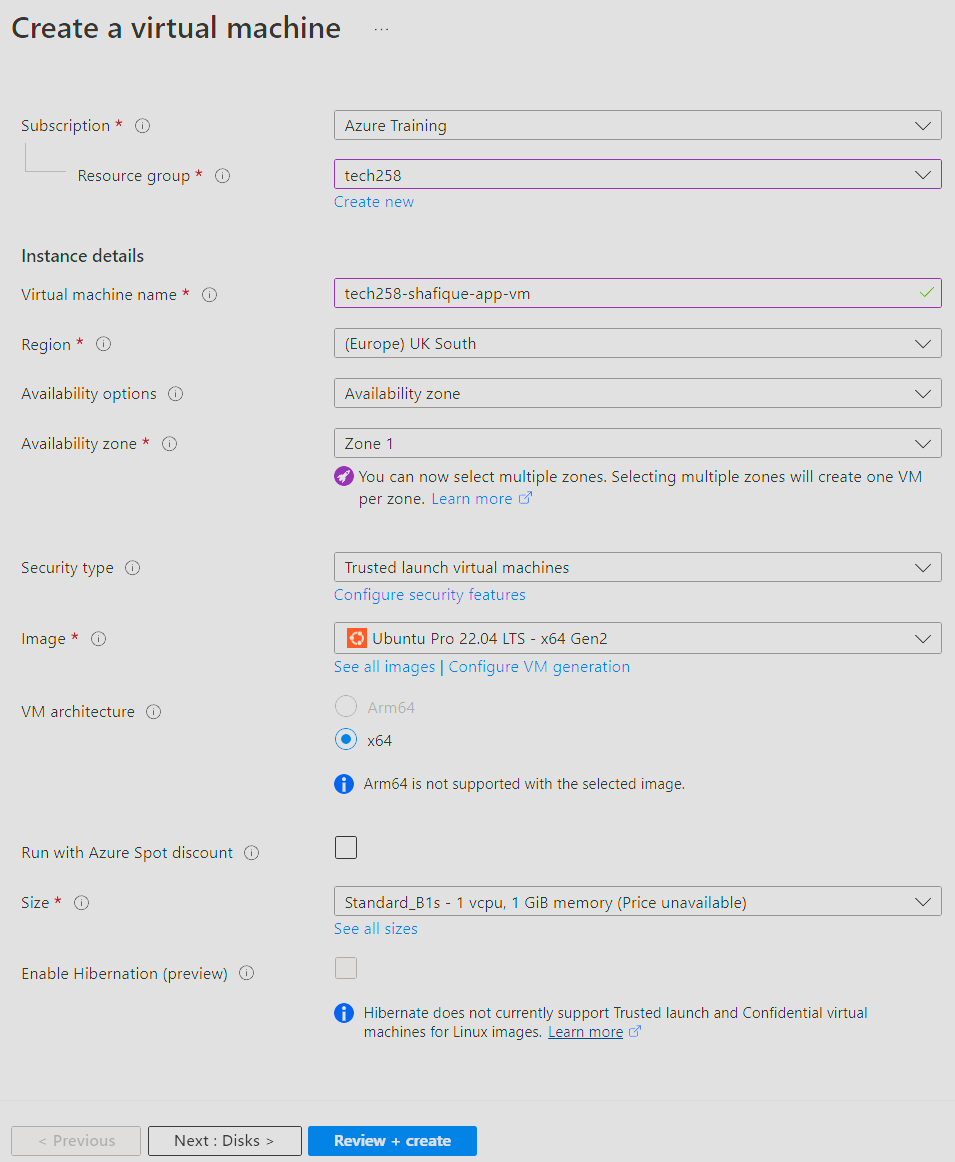 Create a virtual machine ...
Subscription *
Azure Training
Resource group *
tech258
Create new
Instance details
Virtual machine name *
tech258-shafique-app-vm
Region *
(Europe) UK South
Availability options
Availability zone
Availability zone *
Zone 1
You can now select multiple zones. Selecting multiple zones will create one VM
per zone. Learn more
Security type
Trusted launch virtual machines
Configure security features
Image *
Ubuntu Pro 22.04 LTS - x64 Gen2
See all images | Configure VM generation
VM architecture
Arm64
x64
Arm64 is not supported with the selected image.
Run with Azure Spot discount
Size *
Standard_B1s - 1 vcpu, 1 GiB memory (Price unavailable)
See all sizes
Enable Hibernation (preview)
Hibernate does not currently support Trusted launch and Confidential virtual
machines for Linux images. Learn more
< Previous
Next : Disks >
Review + create